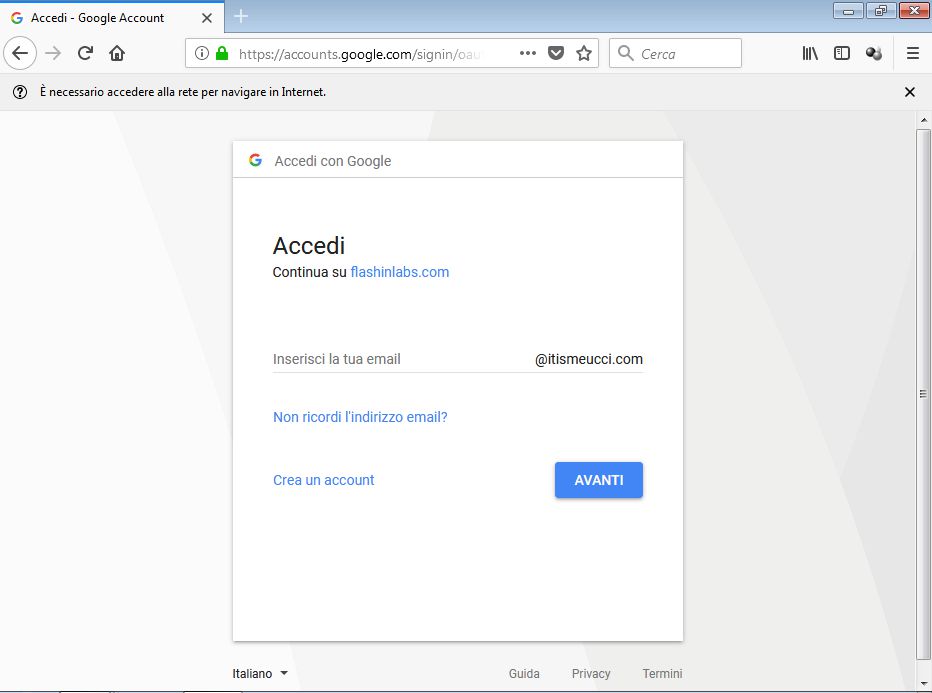 Accedi - Google Account
https://accounts.google.com/signin/oau
Cerca
È necessario accedere alla rete per navigare in Internet.
Accedi con Google
Accedi
Continua su flashinlabs.com
Inserisci la tua email @itismeucci.com
Non ricordi l'indirizzo email?
Crea un account AVANTI
Italiano Guida Privacy Termini